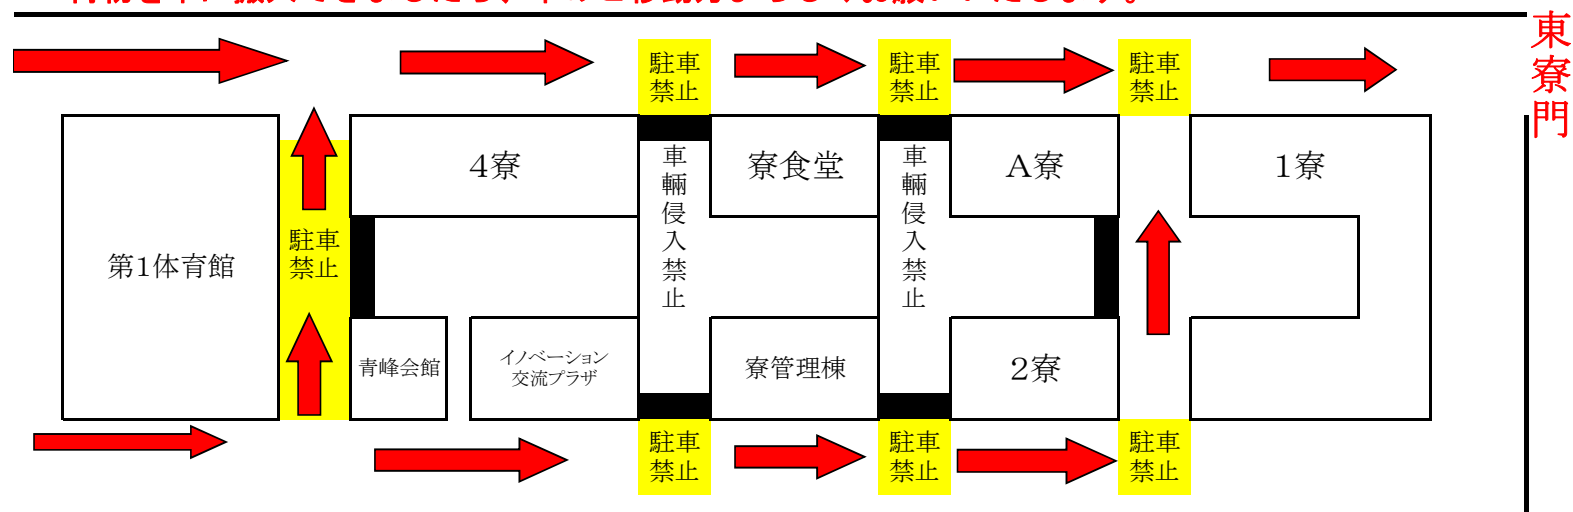 東寮門
駐車
禁止
駐車
禁止
駐車
禁止
4寮
車輛侵入禁止
寮食堂
車輛侵入禁止
A寮
1寮
第1体育館
駐車
禁止
青峰会館
イノベーション
交流プラザ
寮管理棟
2寮
駐車
禁止
駐車
禁止
駐車
禁止